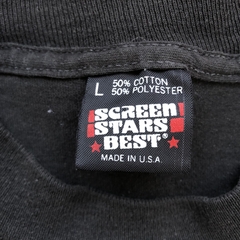 L 50% COTTON
50% POLYESTER
SCREEN
STARS
BEST®
MADE IN U.S.A.